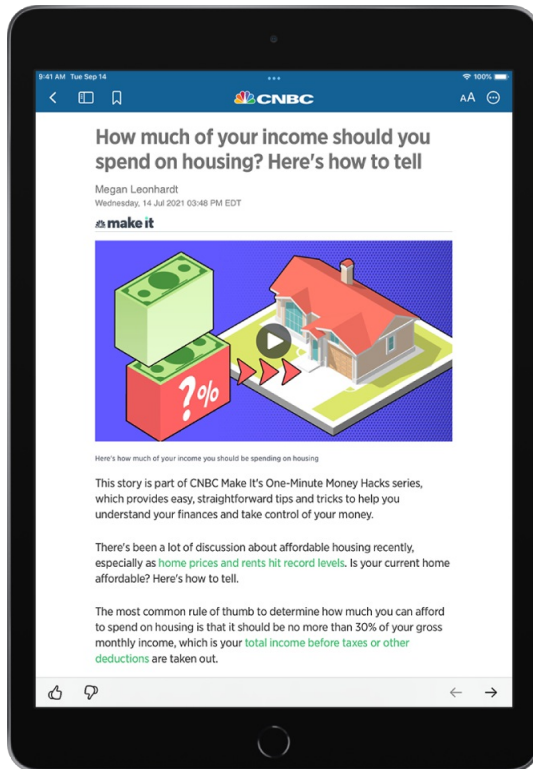 9:41 AM Tue Sep 14
100%
CNBC
AA
How much of your income should you
spend on housing? Here's how to tell
Megan Leonhardt
Wednesday, 14 Jul 2021 03:48 PM EDT
make it
?%
Here's how much of your income you should be spending on housing
This story is part of CNBC Make It's One-Minute Money Hacks series,
which provides easy, straightforward tips and tricks to help you
understand your finances and take control of your money.
There's been a lot of discussion about affordable housing recently,
especially as home prices and rents hit record levels. Is your current home
affordable? Here's how to tell.
The most common rule of thumb to determine how much you can afford
to spend on housing is that it should be no more than 30% of your gross
monthly income, which is your total income before taxes or other
deductions are taken out.